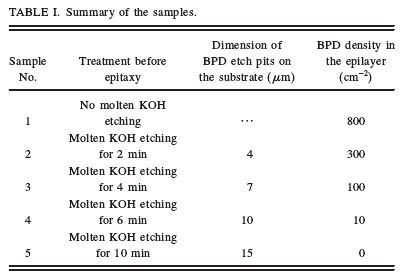 TABLE I. Summary of the samples.
Sample No. Treatment before epitaxy Dimension of BPD etch pits on the substrate (μm) BPD density in the epilayer (cm⁻²)
1 No molten KOH etching ⋯ 800
2 Molten KOH etching for 2 min 4 300
3 Molten KOH etching for 4 min 7 100
4 Molten KOH etching for 6 min 10 10
5 Molten KOH etching for 10 min 15 0